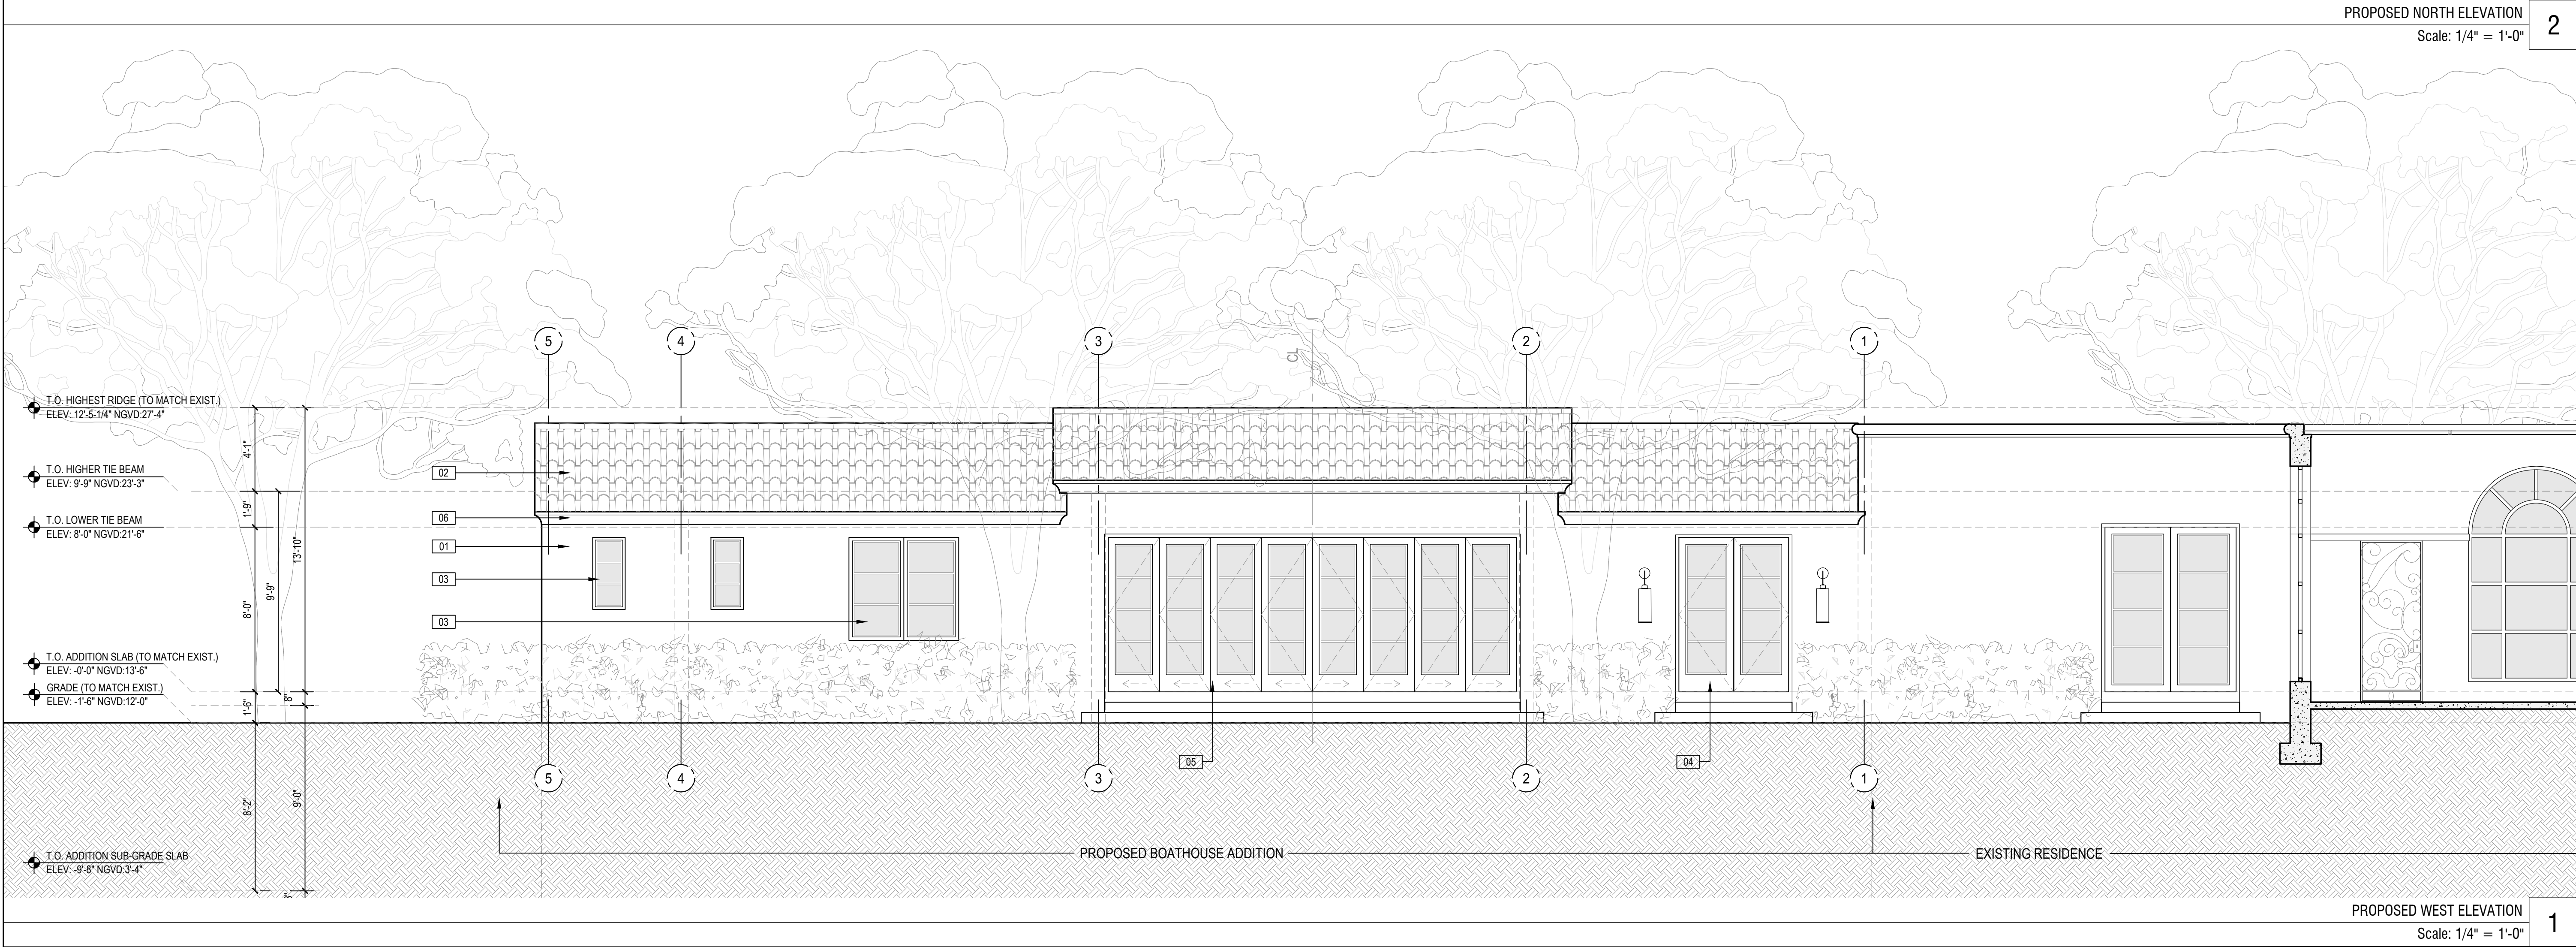 PROPOSED NORTH ELEVATION
2
Scale: 1/4" = 1'-0"
5
4
3
CL
2
1
T.O. HIGHEST RIDGE (TO MATCH EXIST.)
ELEV: 12'-5-1/4" NGVD:27'-4"
4'-1"
T.O. HIGHER TIE BEAM
ELEV: 9'-9" NGVD:23'-3"
02
1'-9"
T.O. LOWER TIE BEAM
ELEV: 8'-0" NGVD:21'-6"
06
13'-10"
01
03
9'-9"
8'-0"
03
T.O. ADDITION SLAB (TO MATCH EXIST.)
ELEV: -0'-0" NGVD:13'-6"
GRADE (TO MATCH EXIST.)
ELEV: -1'-6" NGVD:12'-0"
8"
1'-6"
05
04
5
4
3
2
1
8'-2"
9'-0"
PROPOSED BOATHOUSE ADDITION
EXISTING RESIDENCE
T.O. ADDITION SUB-GRADE SLAB
ELEV: -9'-8" NGVD:3'-4"
PROPOSED WEST ELEVATION
1
Scale: 1/4" = 1'-0"